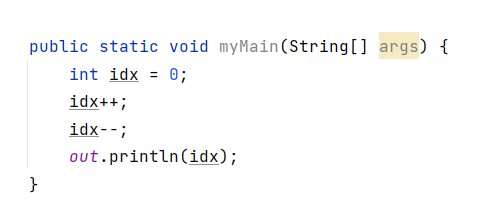 public static void myMain(String[] args) {
    int idx = 0;
    idx++;
    idx--;
    out.println(idx);
}